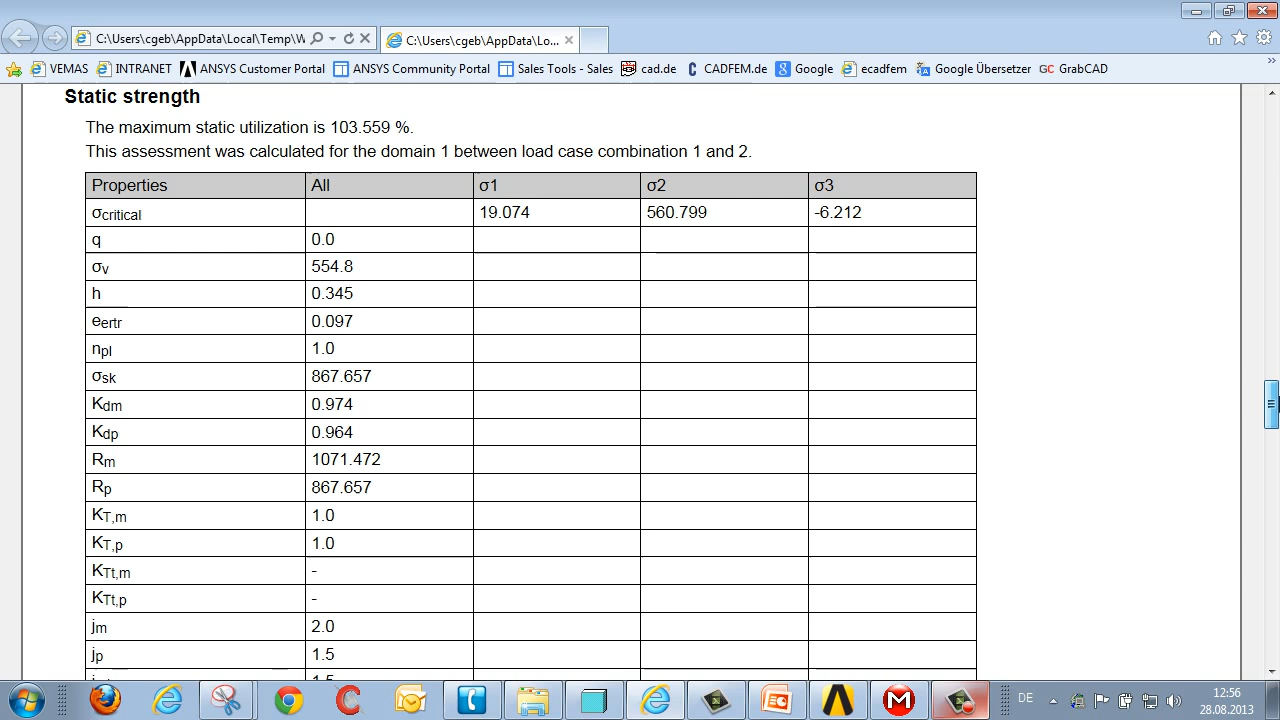 C:\Users\cgeb\AppData\Local\Temp\W
C:\Users\cgeb\AppData\Lo...
VEMAS INTRANET ANSYS Customer Portal ANSYS Community Portal Sales Tools - Sales cad.de CADFEM.de Google ecadfem Google Übersetzer GrabCAD
Static strength
The maximum static utilization is 103.559 %.
This assessment was calculated for the domain 1 between load case combination 1 and 2.
Properties All σ1 σ2 σ3
σcritical 19.074 560.799 -6.212
q 0.0
σv 554.8
h 0.345
eertr 0.097
npl 1.0
σsk 867.657
Kdm 0.974
Kdp 0.964
Rm 1071.472
Rp 867.657
KT,m 1.0
KT,p 1.0
KTt,m -
KTt,p -
jm 2.0
jp 1.5
DE 12:56
28.08.2013